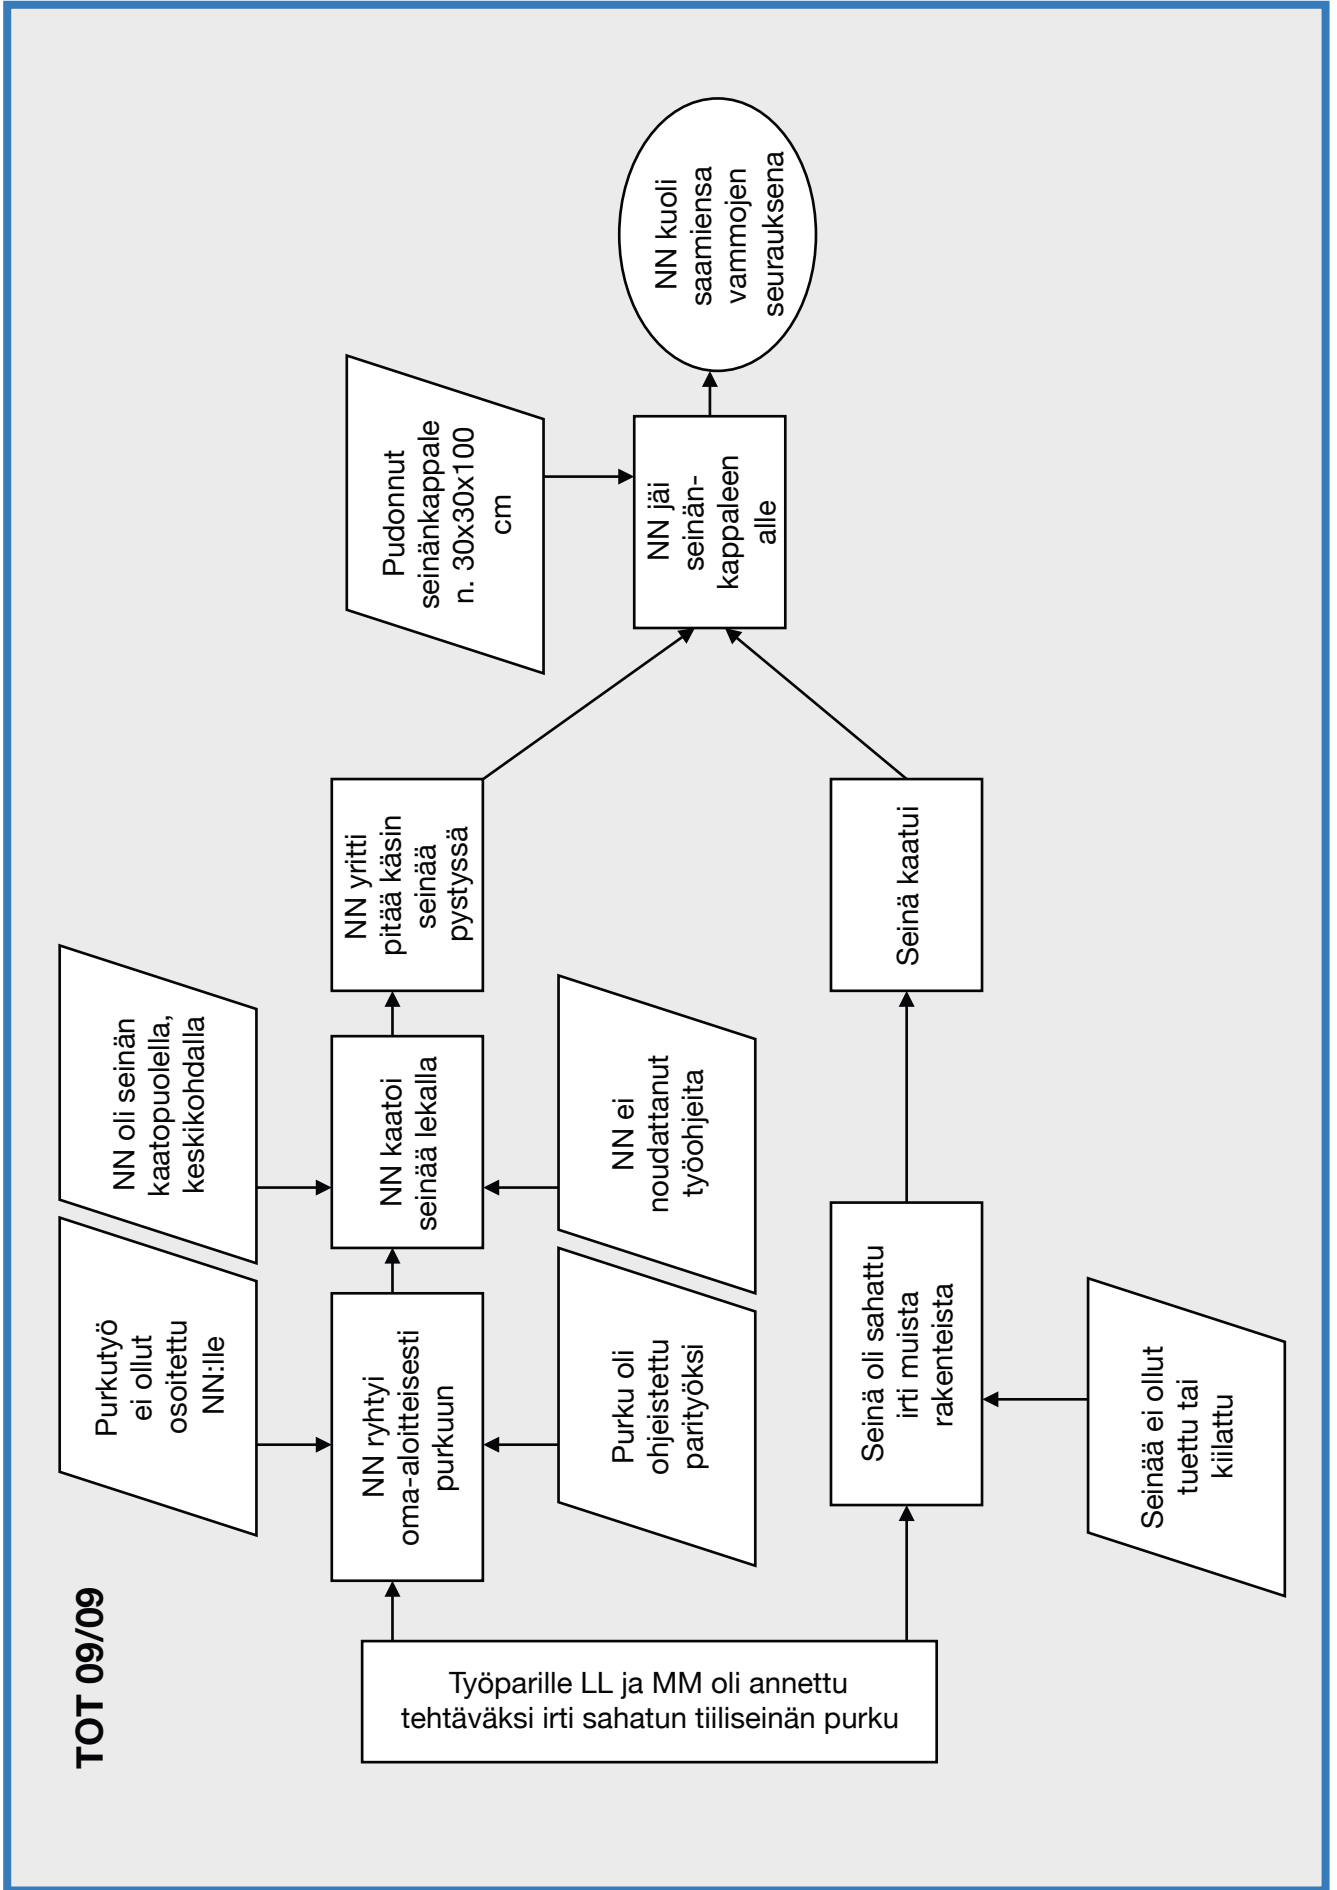 TOT 09/09
Työparille LL ja MM oli annettu
tehtäväksi irti sahatun tiiliseinän purku
Purkutyö
ei ollut
osoitettu
NN:lle
NN ryhtyi
oma-aloitteisesti
purkuun
Purku oli
ohjeistettu
parityöksi
NN oli seinän
kaatopuolella,
keskikohdalla
NN kaatoi
seinää lekalla
NN ei
noudattanut
työohjeita
NN yritti
pitää käsin
seinää
pystyssä
Seinä oli sahattu
irti muista
rakenteista
Seinää ei ollut
tuettu tai
kiilattu
Seinä kaatui
Pudonnut
seinänkappale
n. 30x30x100
cm
NN jäi
seinän-
kappaleen
alle
NN kuoli
saamiensa
vammojen
seurauksena